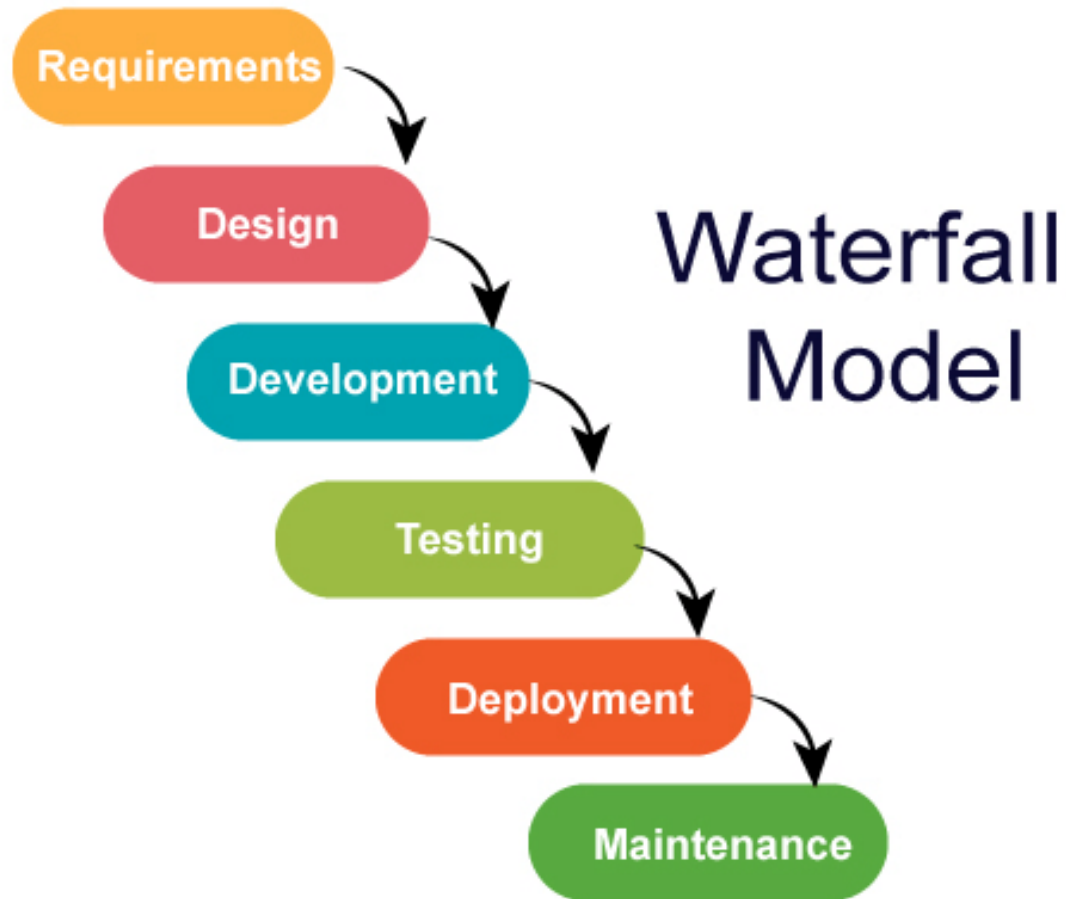 Requirements
Design
Waterfall
Model
Development
Testing
Deployment
Maintenance